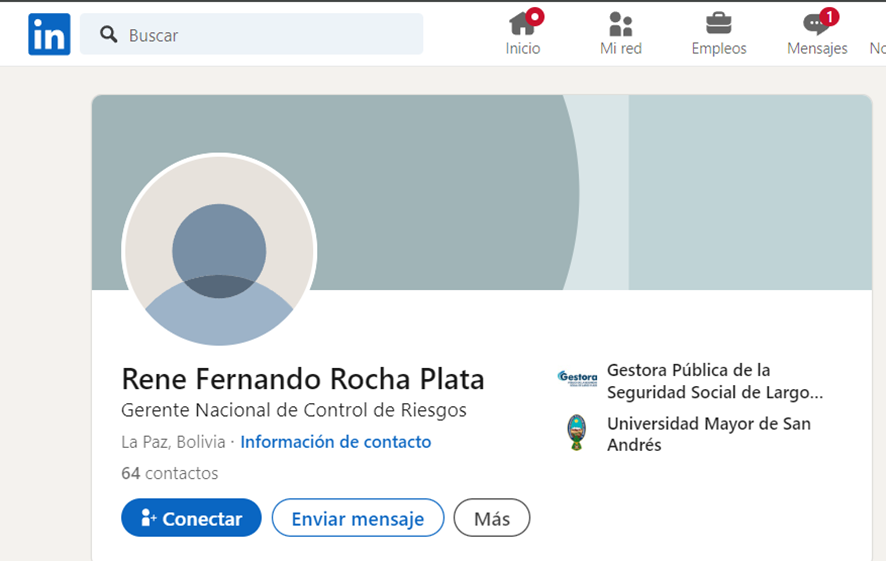 in
Buscar
Inicio
Mi red
Empleos
1
Mensajes
Rene Fernando Rocha Plata
Gerente Nacional de Control de Riesgos
La Paz, Bolivia · Información de contacto
64 contactos
Conectar
Enviar mensaje
Más
Gestora
Gestora Pública de la
Seguridad Social de Largo...
Universidad Mayor de San
Andrés